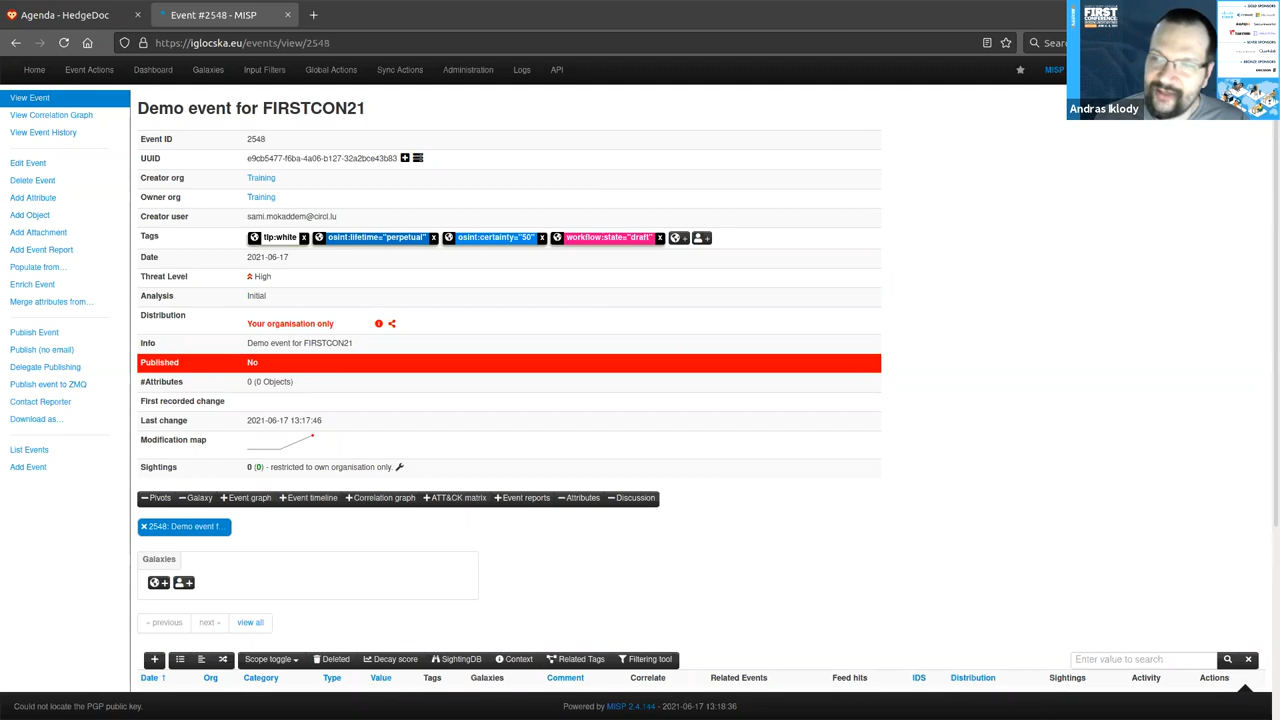 Agenda - HedgeDoc
Event #2548 - MISP
https://iglocska.eu/events/view/2548
Home Event Actions Dashboard Galaxies Input Filters Global Actions Sync Actions Administration Logs API
MISP
FIRST
CONFERENCE
Andras Iklody
View Event
View Correlation Graph
View Event History
Edit Event
Delete Event
Add Attribute
Add Object
Add Attachment
Add Event Report
Populate from…
Enrich Event
Merge attributes from…
Publish Event
Publish (no email)
Delegate Publishing
Publish event to ZMQ
Contact Reporter
Download as…
List Events
Add Event
Demo event for FIRSTCON21
Event ID 2548
UUID e9cb5477-f6ba-4a06-b127-32a2bce43b83
Creator org Training
Owner org Training
Creator user sami.mokaddem@circl.lu
Tags tlp:white x osint:lifetime="perpetual" x osint:certainty="50" x workflow:state="draft" x
Date 2021-06-17
Threat Level High
Analysis Initial
Distribution Your organisation only
Info Demo event for FIRSTCON21
Published No
#Attributes 0 (0 Objects)
First recorded change
Last change 2021-06-17 13:17:46
Modification map
Sightings 0 (0) - restricted to own organisation only.
Pivots Galaxy Event graph Event timeline Correlation graph ATT&CK matrix Event reports Attributes Discussion
2548: Demo event f…
Galaxies
« previous next » view all
Scope toggle Deleted Decay score SightingDB Context Related Tags Filtering tool Enter value to search
Date ↑ Org Category Type Value Tags Galaxies Correlate Related Events Feed hits IDS Distribution Sightings Activity Actions
Comment
Could not locate the PGP public key.
Powered by MISP 2.4.144 - 2021-06-17 13:18:36